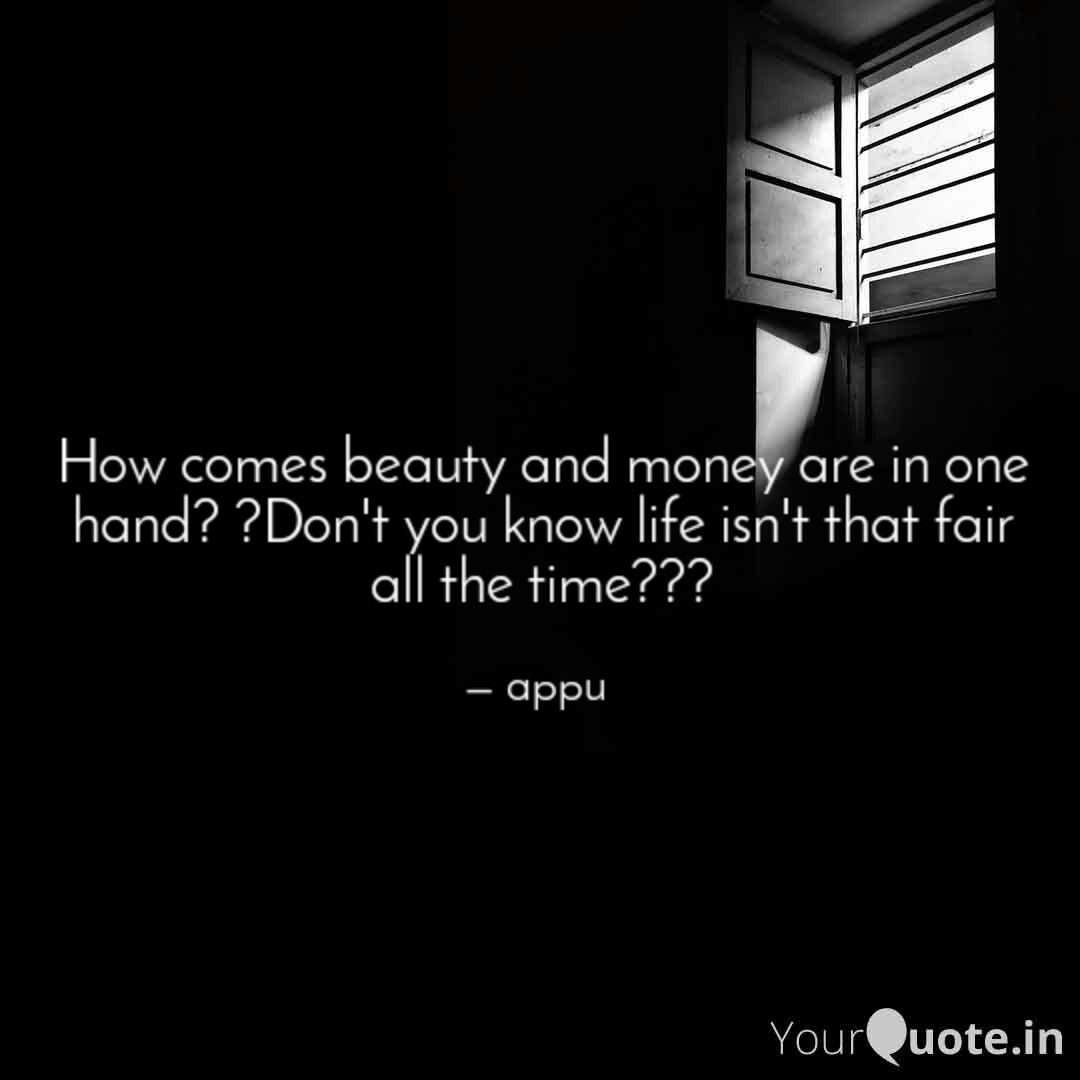 How comes beauty and money are in one
hand? ?Don't you know life isn't that fair
all the time???
– appu
YourQuote.in